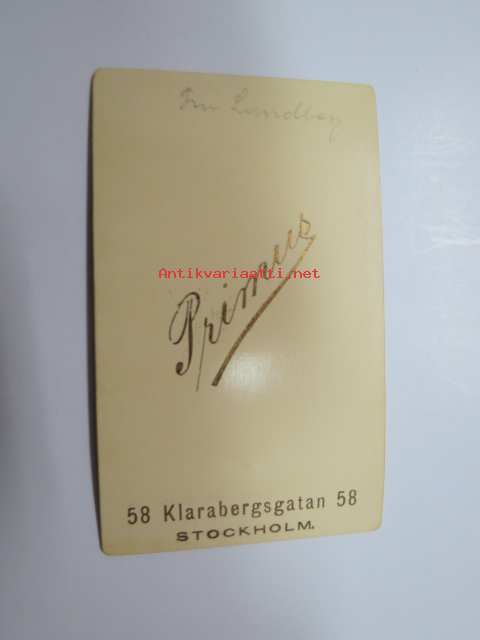 Fru Lundberg
Primus
Antikvariaatti.net
58 Klarabergsgatan 58
STOCKHOLM.